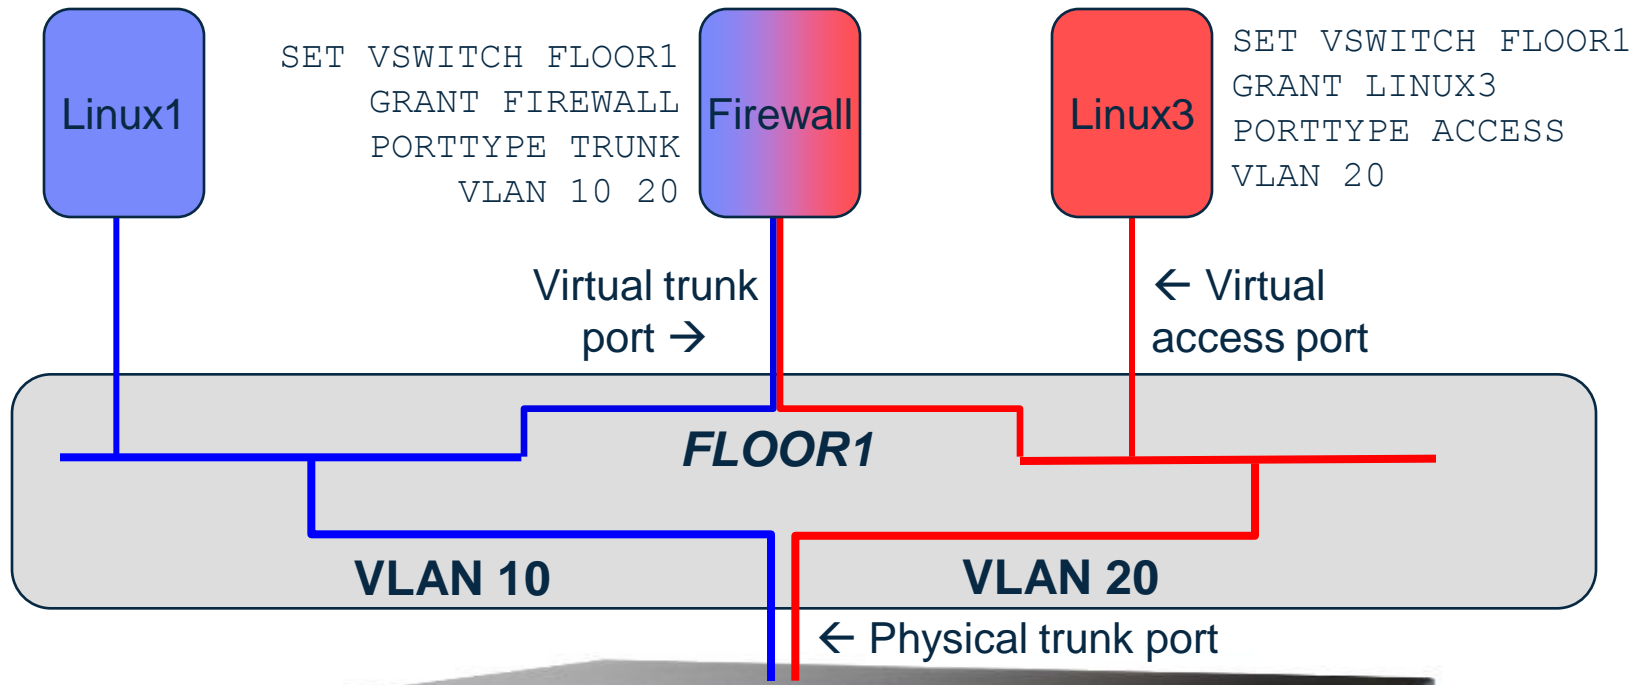 Linux1
SET VSWITCH FLOOR1
GRANT FIREWALL
PORTTYPE TRUNK
VLAN 10 20
Firewall
Linux3
SET VSWITCH FLOOR1
GRANT LINUX3
PORTTYPE ACCESS
VLAN 20
Virtual trunk
port →
← Virtual
access port
FLOOR1
VLAN 10
VLAN 20
← Physical trunk port